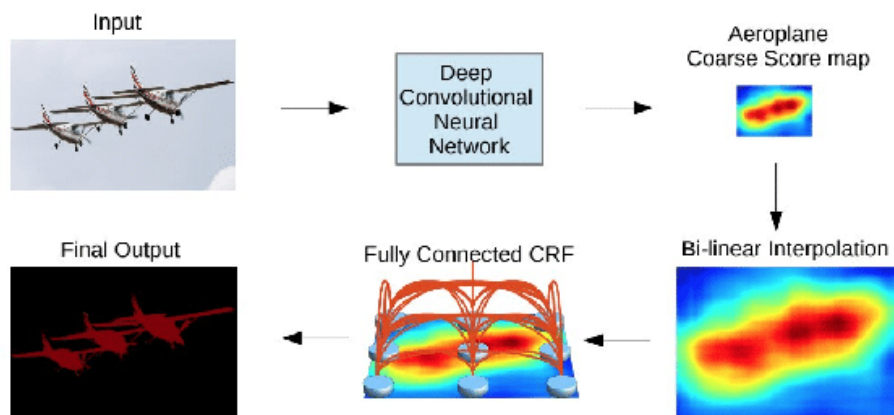 Input
Deep
Convolutional
Neural
Network
Aeroplane
Coarse Score map
Final Output
Fully Connected CRF
Bi-linear Interpolation